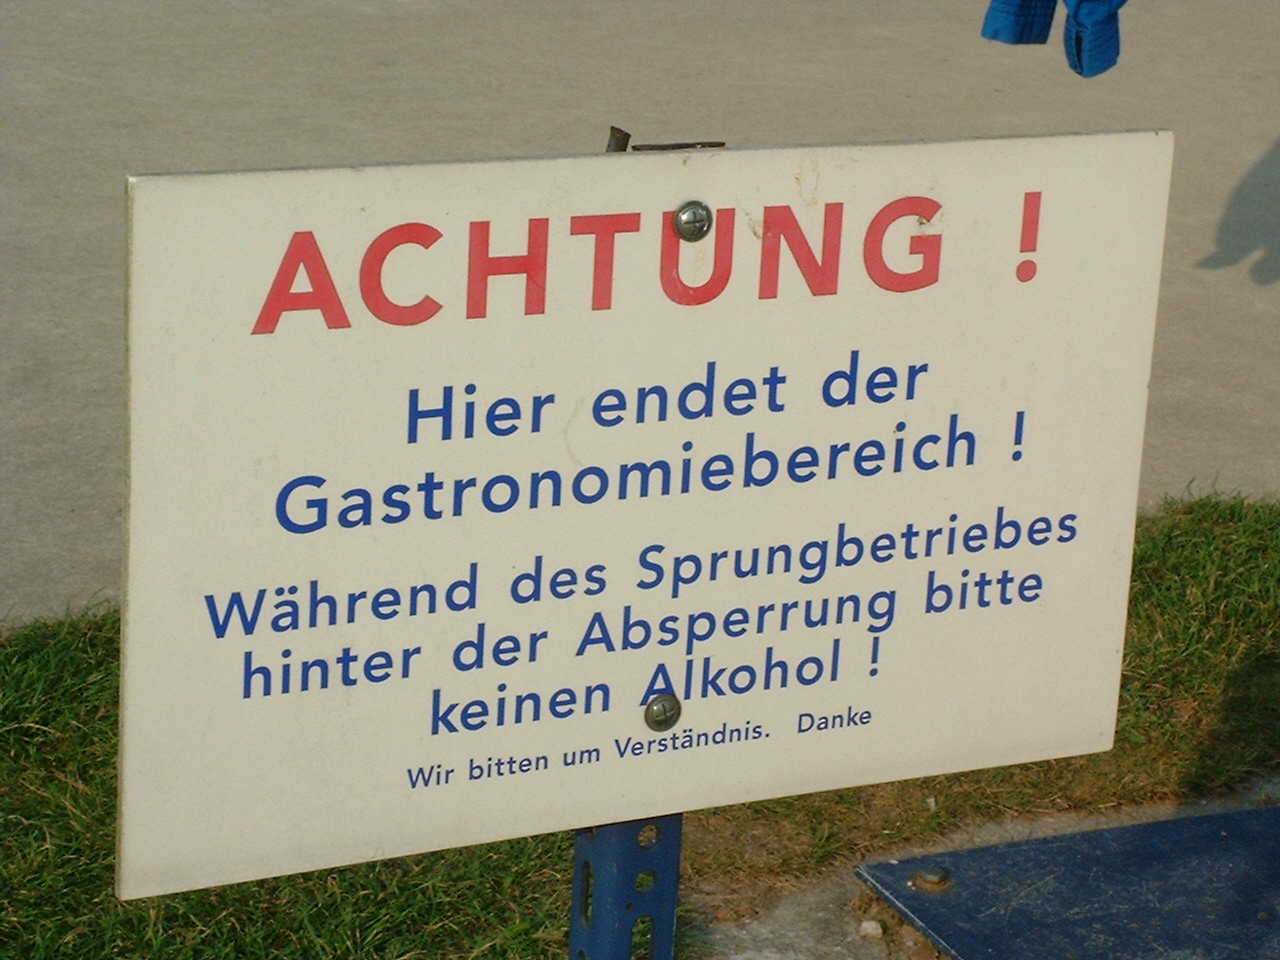 ACHTUNG !
Hier endet der
Gastronomiebereich !
Während des Sprungbetriebes
hinter der Absperrung bitte
keinen Alkohol !
Wir bitten um Verständnis. Danke